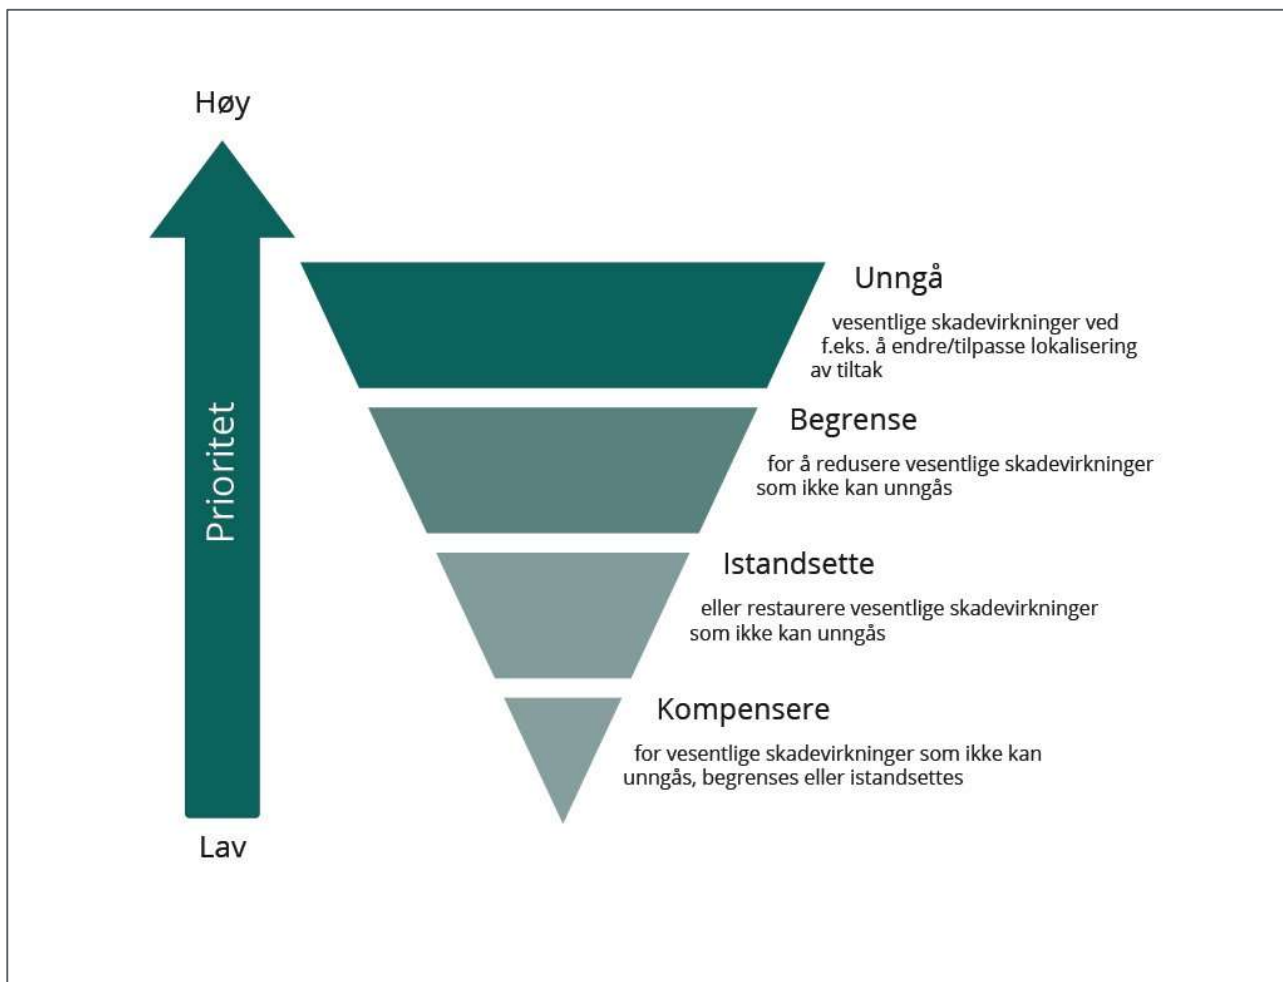 Høy
Prioritet
Lav
Unngå
vesentlige skadevirkninger ved
f.eks. å endre/tilpasse lokalisering
av tiltak
Begrense
for å redusere vesentlige skadevirkninger
som ikke kan unngås
Istandsette
eller restaurere vesentlige skadevirkninger
som ikke kan unngås
Kompensere
for vesentlige skadevirkninger som ikke kan
unngås, begrenses eller istandsettes